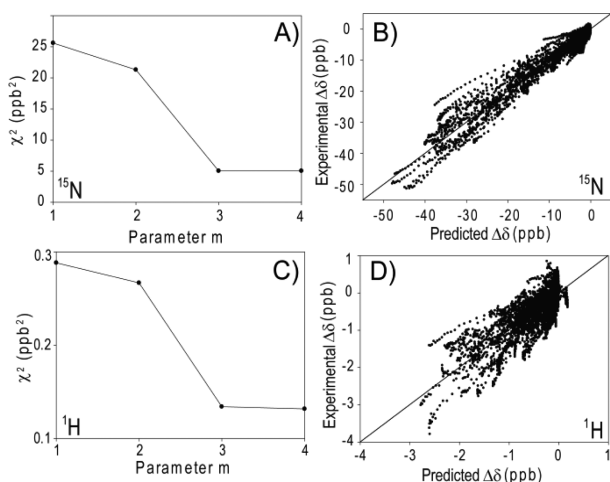 A)
χ² (ppb²)
25
20
15
10
5
0
¹⁵N
1
2
3
4
Parameter m
B)
Experimental Δδ (ppb)
0
-10
-20
-30
-40
-50
¹⁵N
-50
-40
-30
-20
-10
0
Predicted Δδ (ppb)
C)
χ² (ppb²)
0.3
0.2
0.1
¹H
1
2
3
4
Parameter m
D)
Experimental Δδ (ppb)
1
0
-1
-2
-3
-4
¹H
-4
-3
-2
-1
0
1
Predicted Δδ (ppb)